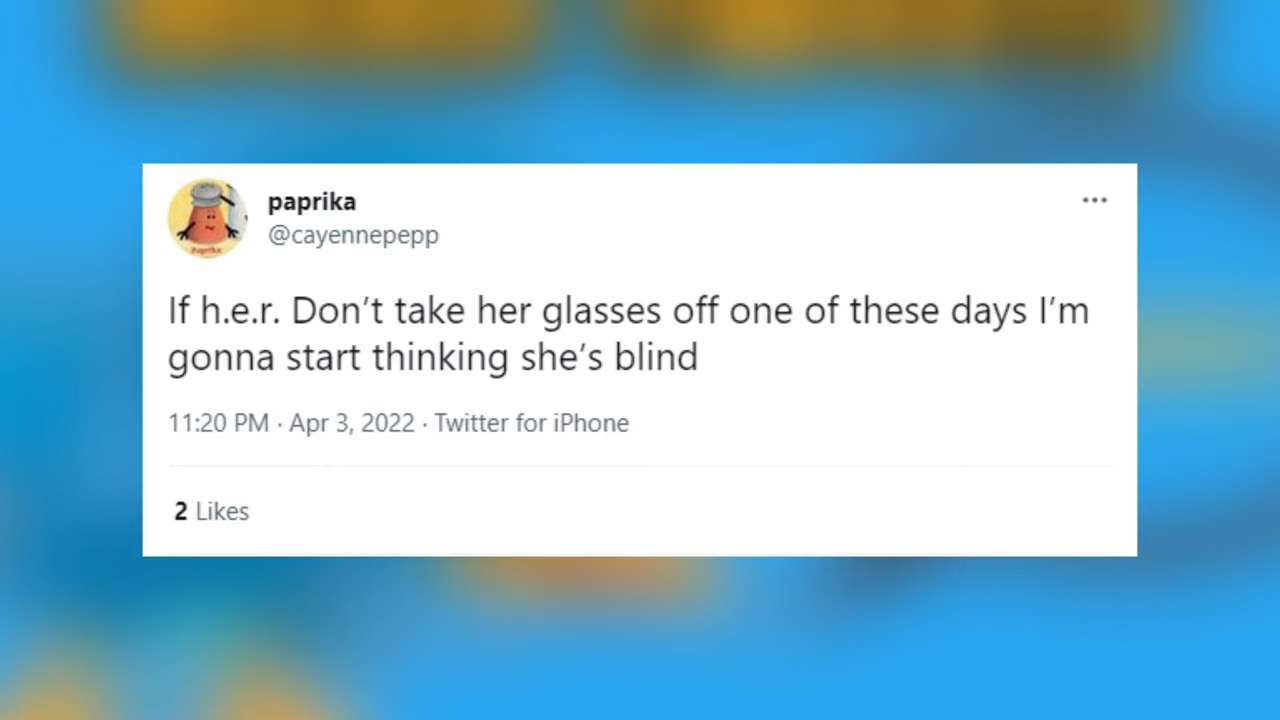 paprika
@cayennepepp
If h.e.r. Don’t take her glasses off one of these days I’m
gonna start thinking she’s blind
11:20 PM · Apr 3, 2022 · Twitter for iPhone
2 Likes